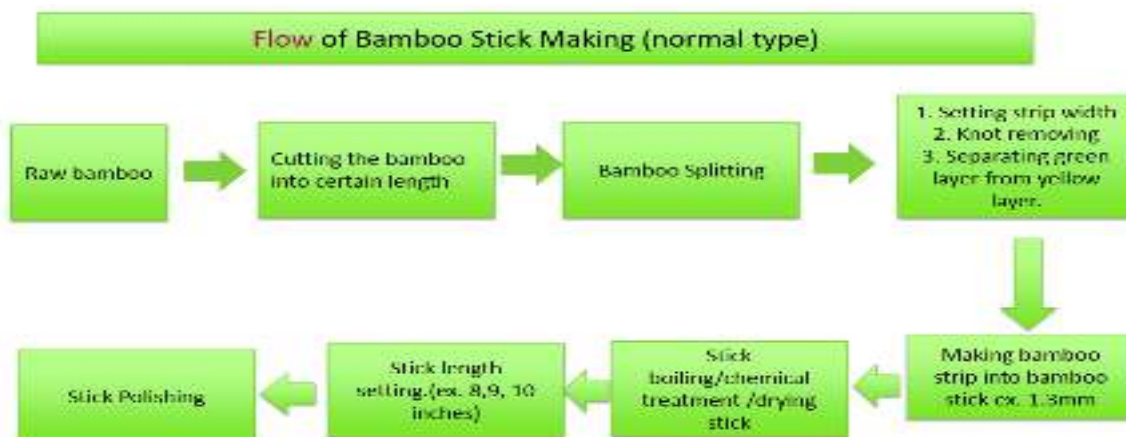 Flow of Bamboo Stick Making (normal type)
Raw bamboo
Cutting the bamboo
into certain length
Bamboo Splitting
1. Setting strip width
2. Knot removing
3. Separating green
layer from yellow
layer.
Making bamboo
strip into bamboo
stick ex. 1.3mm
Stick
boiling/chemical
treatment /drying
stick
Stick length
setting.(ex. 8,9, 10
inches)
Stick Polishing